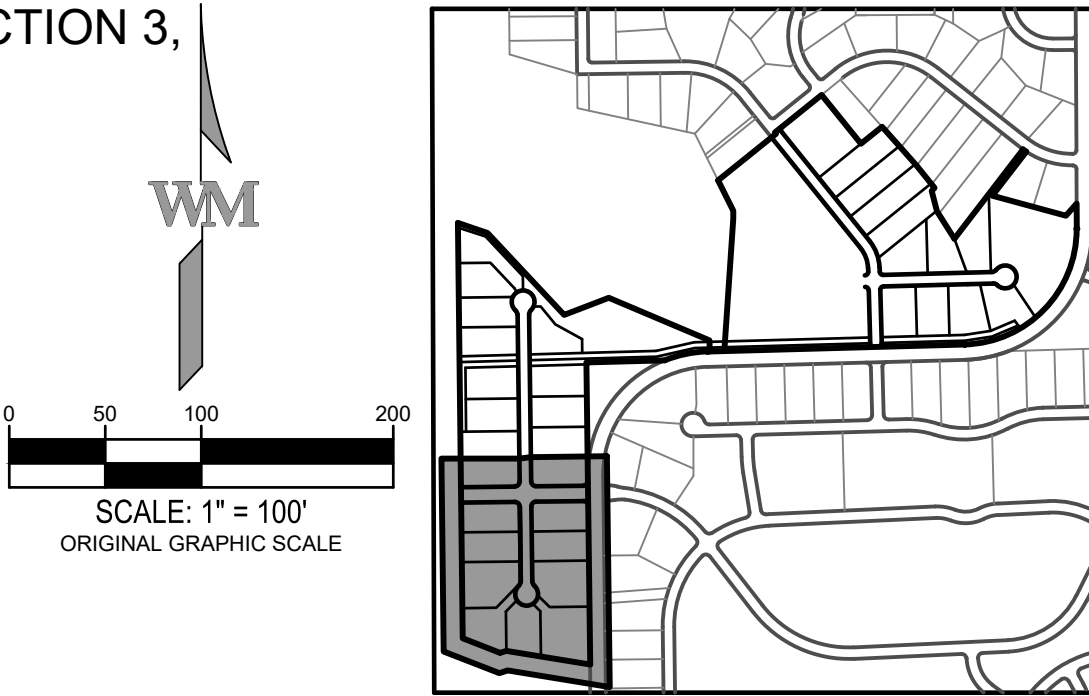 CTION 3,
WM
0 50 100 200
SCALE: 1" = 100'
ORIGINAL GRAPHIC SCALE